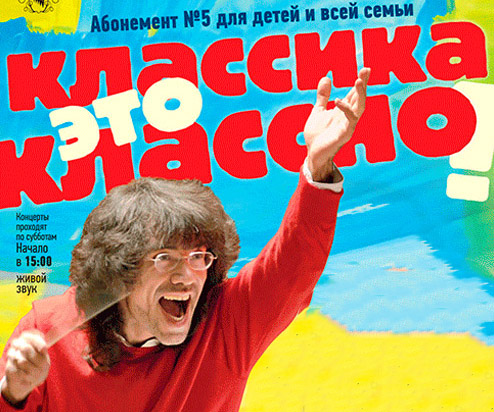 Абонемент №5 для детей и всей семьи
классика
это
классно!
Концерты
проходят
по субботам
Начало
в 15:00
живой
звук